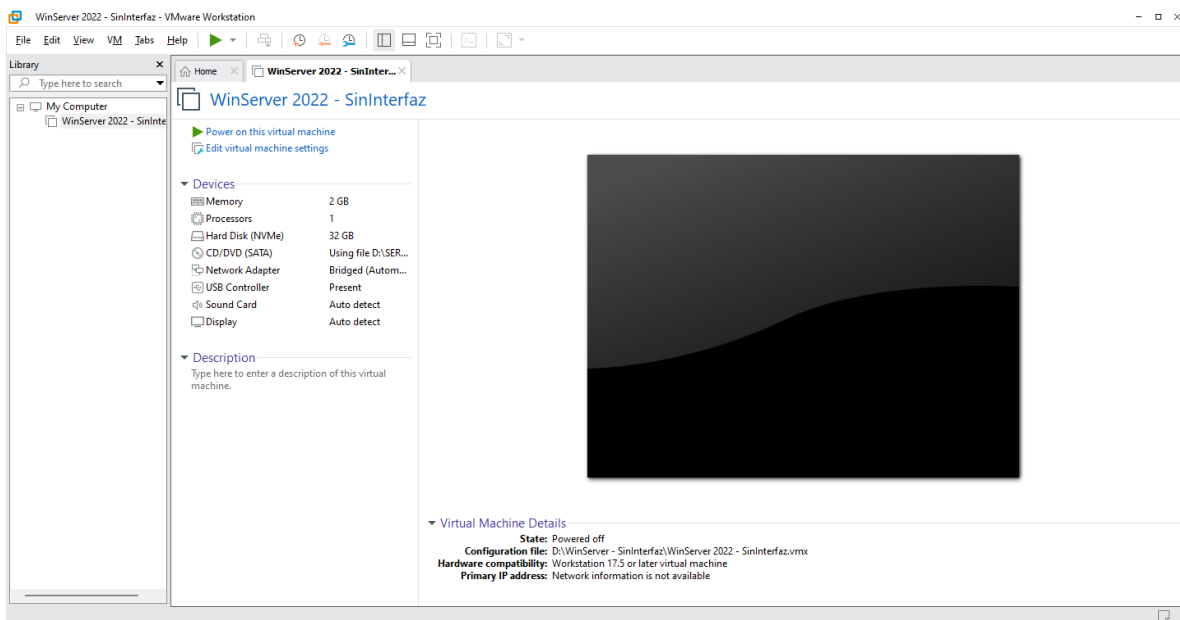 WinServer 2022 - SinInterfaz - VMware Workstation
File Edit View VM Tabs Help
Library
Type here to search
My Computer
WinServer 2022 - SinInte
Home
WinServer 2022 - SinInter...
WinServer 2022 - SinInterfaz
Power on this virtual machine
Edit virtual machine settings
Devices
Memory 2 GB
Processors 1
Hard Disk (NVMe) 32 GB
CD/DVD (SATA) Using file D:\SER...
Network Adapter Bridged (Autom...
USB Controller Present
Sound Card Auto detect
Display Auto detect
Description
Type here to enter a description of this virtual
machine.
Virtual Machine Details
State: Powered off
Configuration file: D:\WinServer - SinInterfaz\WinServer 2022 - SinInterfaz.vmx
Hardware compatibility: Workstation 17.5 or later virtual machine
Primary IP address: Network information is not available